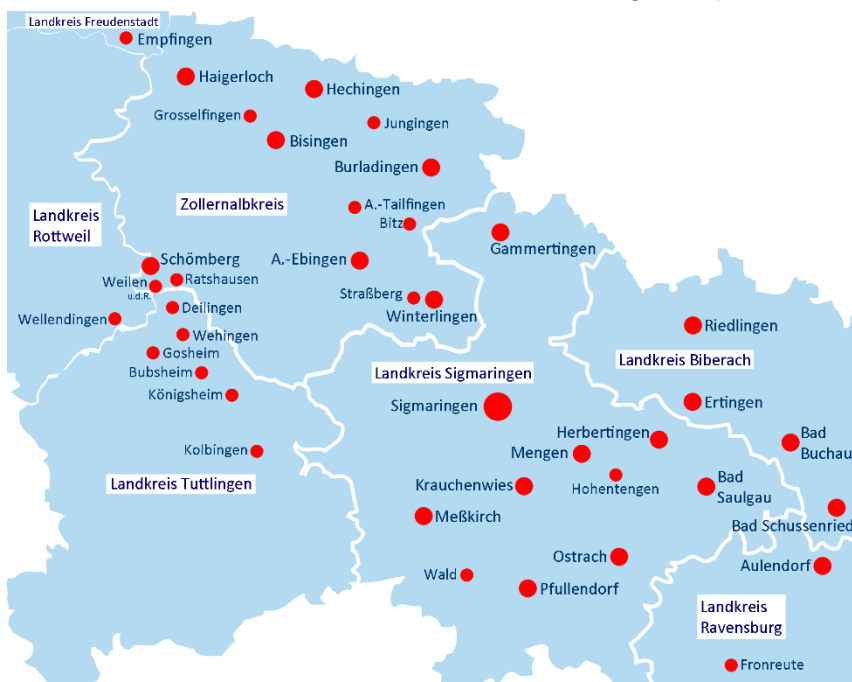 Landkreis Freudenstadt
Empfingen
Haigerloch
Hechingen
Grosselfingen
Jungingen
Bisingen
Burladingen
Zollernalbkreis
A.-Tailfingen
Landkreis
Rottweil
Bitz
Gammertingen
Schömberg
A.-Ebingen
Weilen
u.d.R.
Ratshausen
Straßberg
Winterlingen
Deilingen
Wellendingen
Riedlingen
Wehingen
Gosheim
Landkreis Biberach
Bubsheim
Landkreis Sigmaringen
Königsheim
Sigmaringen
Ertingen
Herbertingen
Bad
Buchau
Kolbingen
Mengen
Landkreis Tuttlingen
Krauchenwies
Hohentengen
Bad
Saulgau
Meßkirch
Bad Schussenried
Ostrach
Aulendorf
Wald
Pfullendorf
Landkreis
Ravensburg
Fronreute